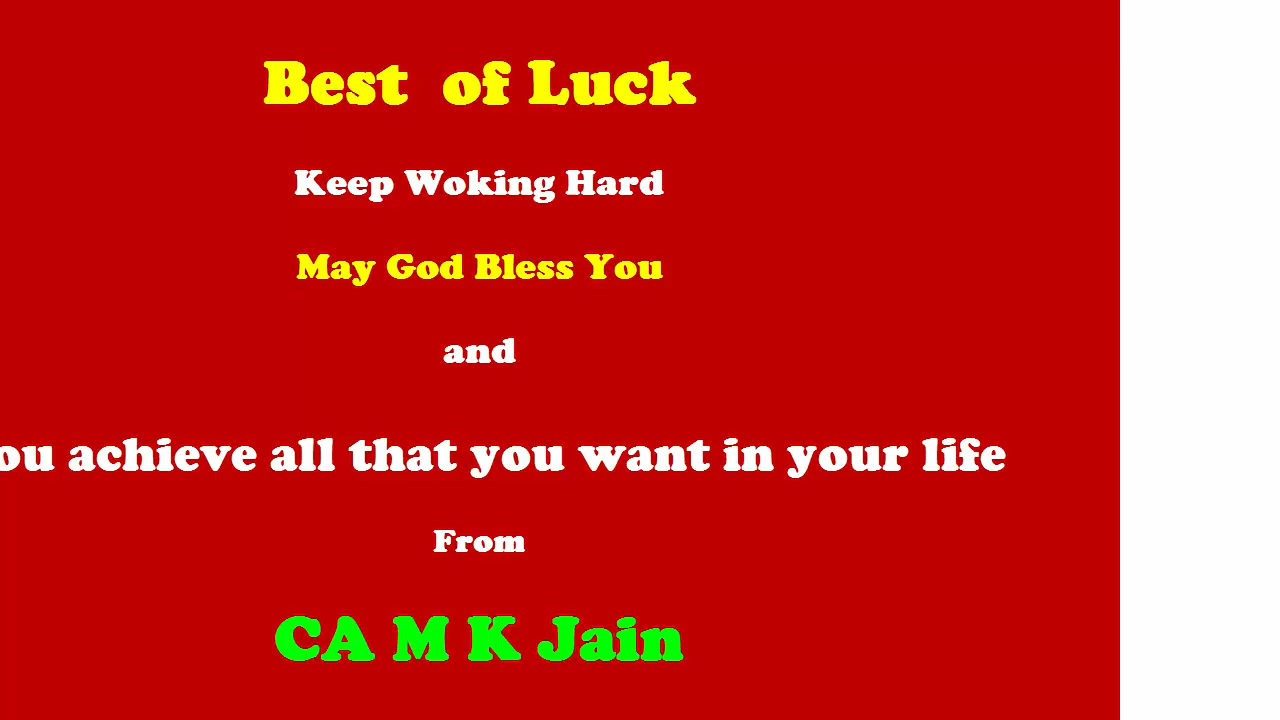 Best of Luck
Keep Woking Hard
May God Bless You
and
ou achieve all that you want in your life
From
CA M K Jain